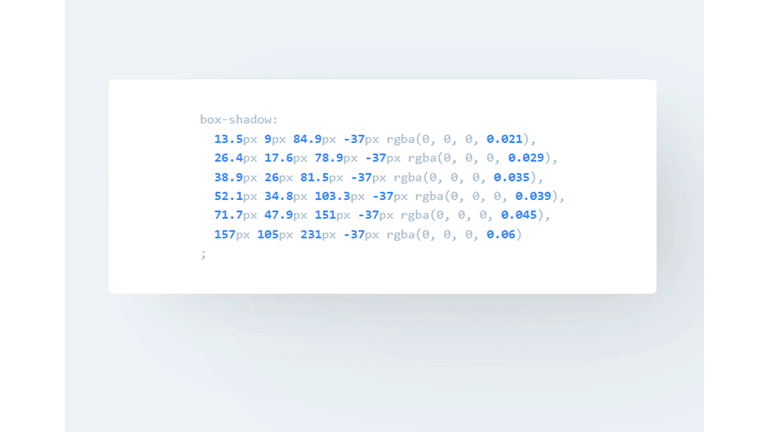 box-shadow:
13.5px 9px 84.9px -37px rgba(0, 0, 0, 0.021),
26.4px 17.6px 78.9px -37px rgba(0, 0, 0, 0.029),
38.9px 26px 81.5px -37px rgba(0, 0, 0, 0.035),
52.1px 34.8px 103.3px -37px rgba(0, 0, 0, 0.039),
71.7px 47.9px 151px -37px rgba(0, 0, 0, 0.045),
157px 105px 231px -37px rgba(0, 0, 0, 0.06)
;